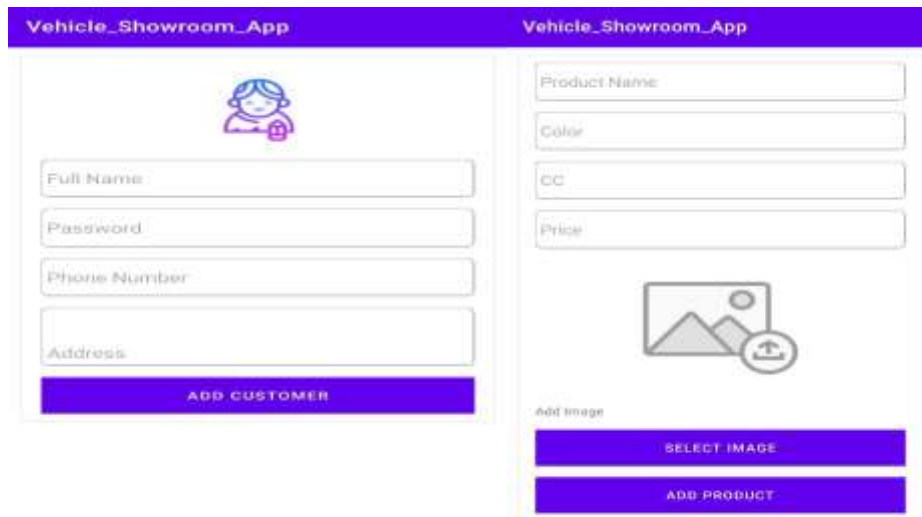 Vehicle_Showroom_App
Full Name
Password
Phone Number
Address
ADD CUSTOMER
Vehicle_Showroom_App
Product Name
Color
CC
Price
Add Image
SELECT IMAGE
ADD PRODUCT